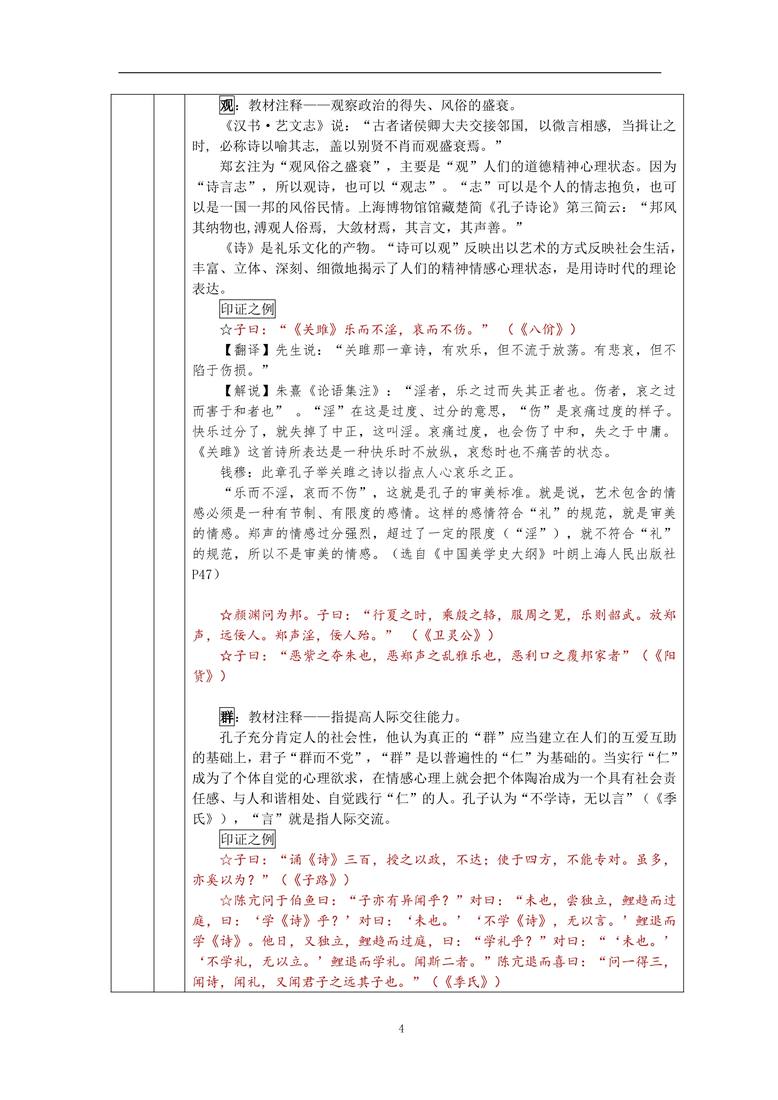 观：教材注释——观察政治的得失、风俗的盛衰。
《汉书·艺文志》说：“古者诸侯卿大夫交接邻国，以微言相感，当揖让之
时，必称诗以喻其志，盖以别贤不肖而观盛衰焉。”
郑玄注为“观风俗之盛衰”，主要是“观”人们的道德精神心理状态。因为
“诗言志”，所以观诗，也可以“观志”。“志”可以是个人的情志抱负，也可
以是一国一邦的风俗民情。上海博物馆馆藏楚简《孔子诗论》第三简云：“邦风
其纳物也,溥观人俗焉，大敛材焉，其言文，其声善。”
《诗》是礼乐文化的产物。“诗可以观”反映出以艺术的方式反映社会生活，
丰富、立体、深刻、细微地揭示了人们的精神情感心理状态，是用诗时代的理论
表达。
印证之例
☆子曰：“《关雎》乐而不淫，哀而不伤。”（《八佾》）
【翻译】先生说：“关雎那一章诗，有欢乐，但不流于放荡。有悲哀，但不
陷于伤损。”
【解说】朱熹《论语集注》：“淫者，乐之过而失其正者也。伤者，哀之过
而害于和者也” 。“淫”在这是过度、过分的意思，“伤”是哀痛过度的样子。
快乐过分了，就失掉了中正，这叫淫。哀痛过度，也会伤了中和，失之于中庸。
《关雎》这首诗所表达是一种快乐时不放纵，哀愁时也不痛苦的状态。
钱穆：此章孔子举关雎之诗以指点人心哀乐之正。
“乐而不淫，哀而不伤”，这就是孔子的审美标准。就是说，艺术包含的情
感必须是一种有节制、有限度的感情。这样的感情符合“礼”的规范，就是审美
的情感。郑声的情感过分强烈，超过了一定的限度（“淫”），就不符合“礼”
的规范，所以不是审美的情感。（选自《中国美学史大纲》叶朗上海人民出版社
P47）
☆颜渊问为邦。子曰：“行夏之时，乘殷之辂，服周之冕，乐则韶武。放郑
声，远佞人。郑声淫，佞人殆。”（《卫灵公》）
☆子曰：“恶紫之夺朱也，恶郑声之乱雅乐也，恶利口之覆邦家者”（《阳
货》）
群：教材注释——指提高人际交往能力。
孔子充分肯定人的社会性，他认为真正的“群”应当建立在人们的互爱互助
的基础上，君子“群而不党”，“群”是以普遍性的“仁”为基础的。当实行“仁”
成为了个体自觉的心理欲求，在情感心理上就会把个体陶冶成为一个具有社会责
任感、与人和谐相处、自觉践行“仁”的人。孔子认为“不学诗，无以言”（《季
氏》），“言”就是指人际交流。
印证之例
☆子曰：“诵《诗》三百，授之以政，不达；使于四方，不能专对。虽多，
亦奚以为？”（《子路》）
☆陈亢问于伯鱼曰：“子亦有异闻乎？”对曰：“未也，尝独立，鲤趋而过
庭，曰：‘学《诗》乎？’对曰：‘未也。’‘不学《诗》，无以言。’鲤退而
学《诗》。他日，又独立，鲤趋而过庭，曰：“学礼乎？”对曰：“‘未也。’
‘不学礼，无以立。’鲤退而学礼。闻斯二者。”陈亢退而喜曰：“问一得三，
闻诗，闻礼，又闻君子之远其子也。”（《季氏》）
4